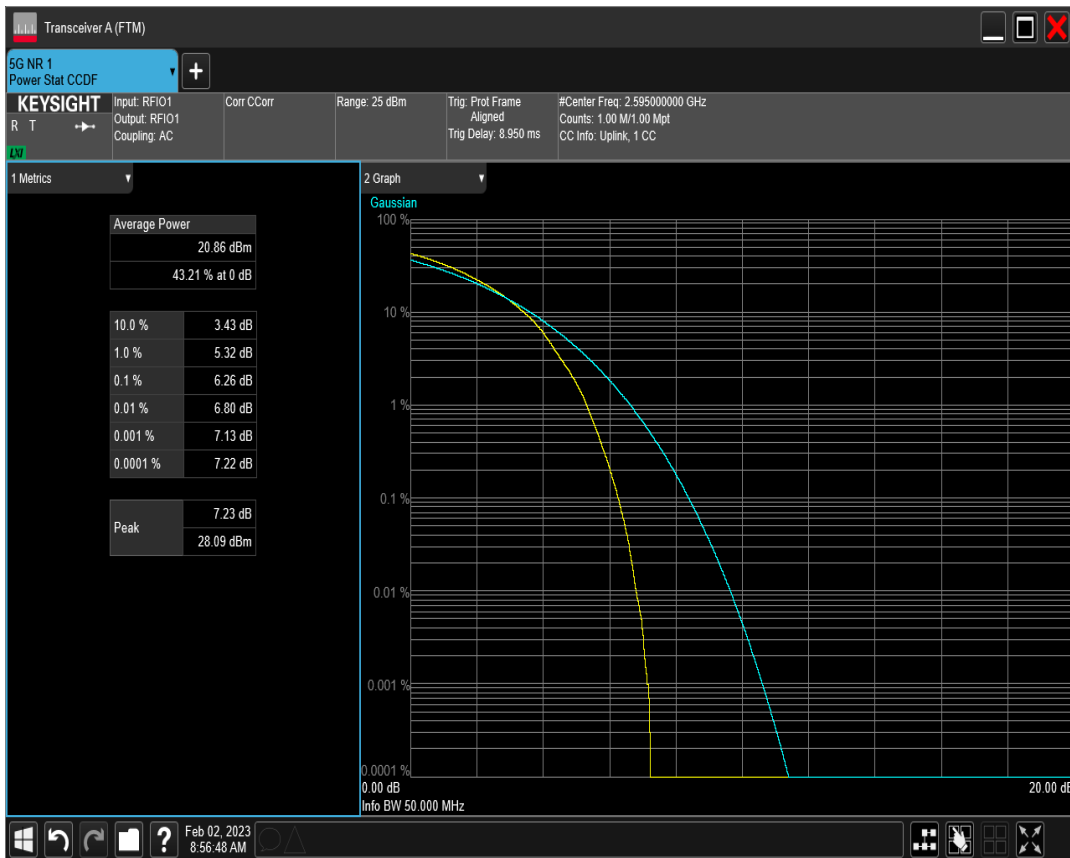 Transceiver A (FTM)
5G NR 1
Power Stat CCDF
+
KEYSIGHT
R T
LXI
Input: RFIO1
Output: RFIO1
Coupling: AC
Corr CCorr
Range: 25 dBm
Trig: Prot Frame
Aligned
Trig Delay: 8.950 ms
#Center Freq: 2.595000000 GHz
Counts: 1.00 M/1.00 Mpt
CC Info: Uplink, 1 CC
1 Metrics
Average Power
20.86 dBm
43.21 % at 0 dB
10.0 % 3.43 dB
1.0 % 5.32 dB
0.1 % 6.26 dB
0.01 % 6.80 dB
0.001 % 7.13 dB
0.0001 % 7.22 dB
Peak
7.23 dB
28.09 dBm
2 Graph
Gaussian
100 %
10 %
1 %
0.1 %
0.01 %
0.001 %
0.0001 %
0.00 dB
20.00 dB
Info BW 50.000 MHz
?
Feb 02, 2023
8:56:48 AM